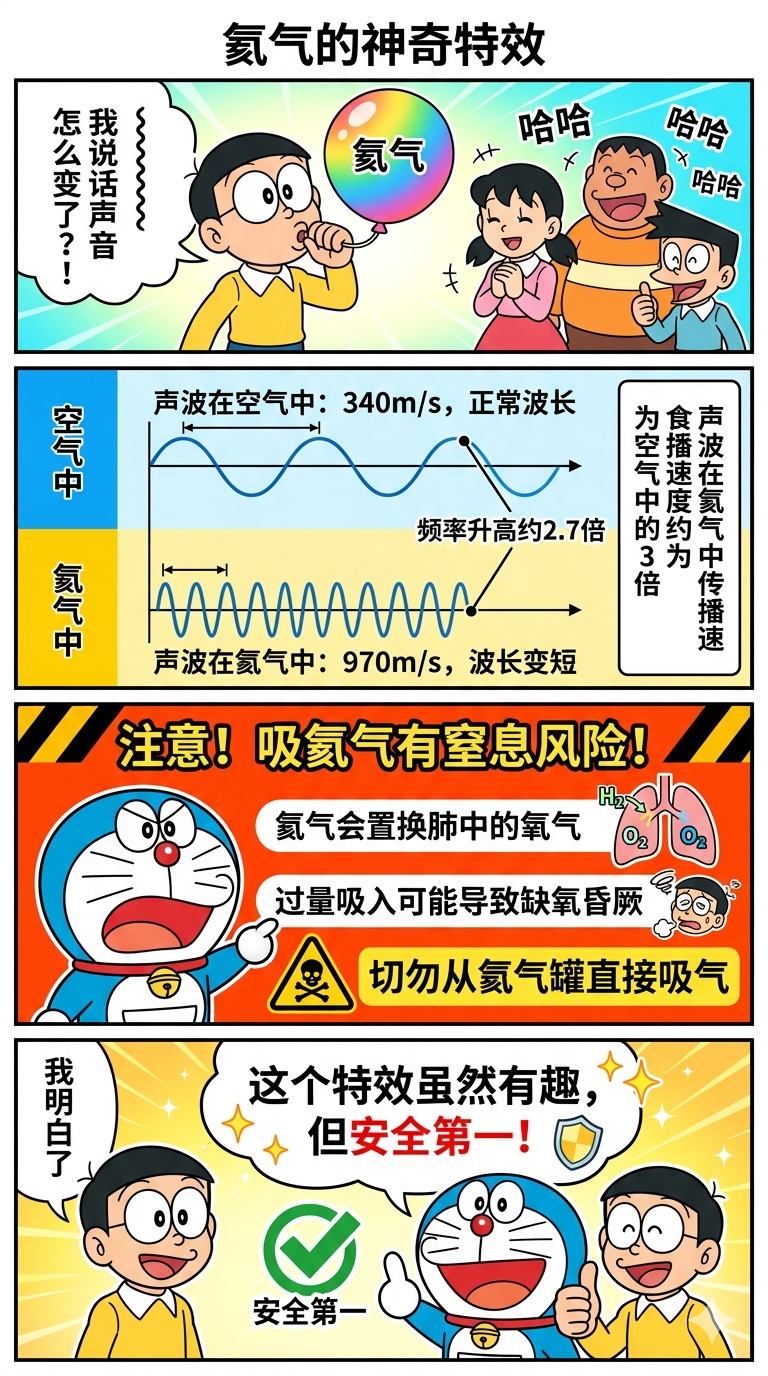 氦气的神奇特效
我说话声音
怎么变了？！
氦气
哈哈
哈哈
哈哈
空气中
声波在空气中：340m/s，正常波长
频率升高约2.7倍
氦气中
声波在氦气中：970m/s，波长变短
声波在氦气中传播速
食播速度约为
为空气中的3倍
注意！吸氦气有窒息风险！
氦气会置换肺中的氧气
H₂
O₂
O₂
过量吸入可能导致缺氧昏厥
切勿从氦气罐直接吸气
我明白了
这个特效虽然有趣，
但安全第一！
安全第一